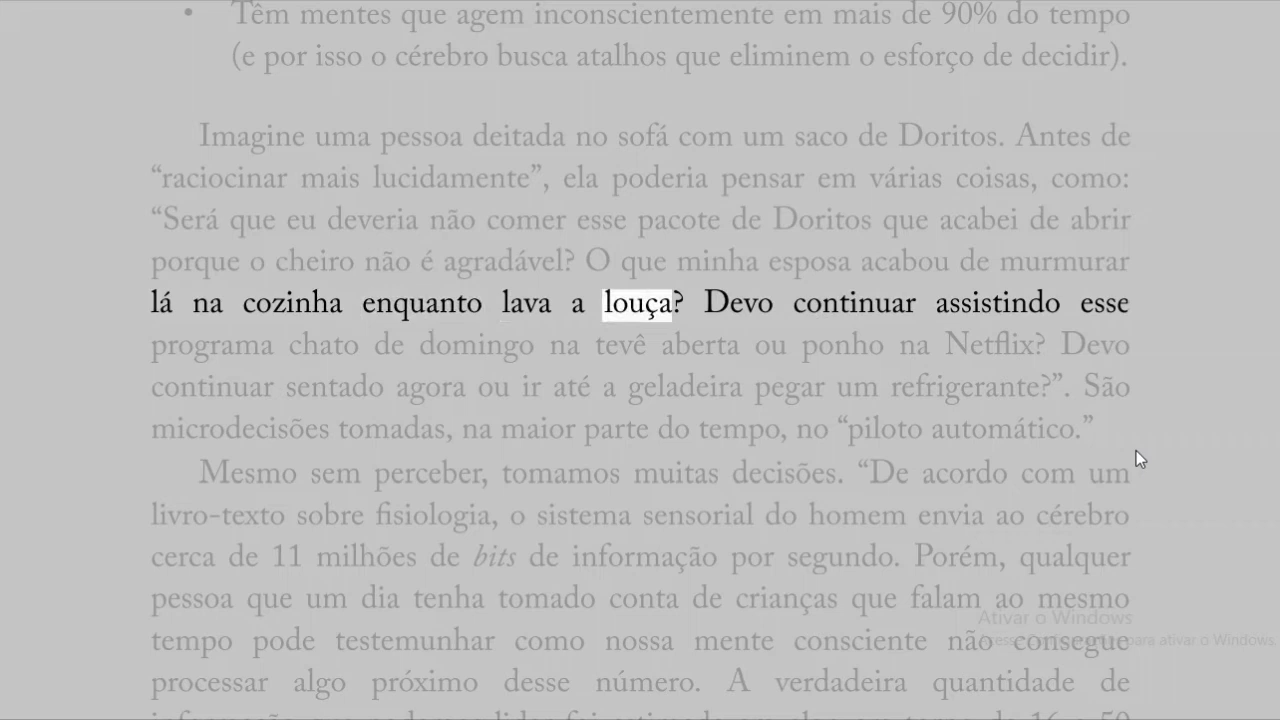 • Têm mentes que agem inconscientemente em mais de 90% do tempo
(e por isso o cérebro busca atalhos que eliminem o esforço de decidir).
Imagine uma pessoa deitada no sofá com um saco de Doritos. Antes de
“raciocinar mais lucidamente”, ela poderia pensar em várias coisas, como:
“Será que eu deveria não comer esse pacote de Doritos que acabei de abrir
porque o cheiro não é agradável? O que minha esposa acabou de murmurar
lá na cozinha enquanto lava a louça? Devo continuar assistindo esse
programa chato de domingo na tevê aberta ou ponho na Netflix? Devo
continuar sentado agora ou ir até a geladeira pegar um refrigerante?”. São
microdecisões tomadas, na maior parte do tempo, no “piloto automático.”
Mesmo sem perceber, tomamos muitas decisões. “De acordo com um
livro-texto sobre fisiologia, o sistema sensorial do homem envia ao cérebro
cerca de 11 milhões de bits de informação por segundo. Porém, qualquer
pessoa que um dia tenha tomado conta de crianças que falam ao mesmo
Ativar o Windows
tempo pode testemunhar como nossa mente consciente não consegue
para ativar o Windows.
processar algo próximo desse número. A verdadeira quantidade de